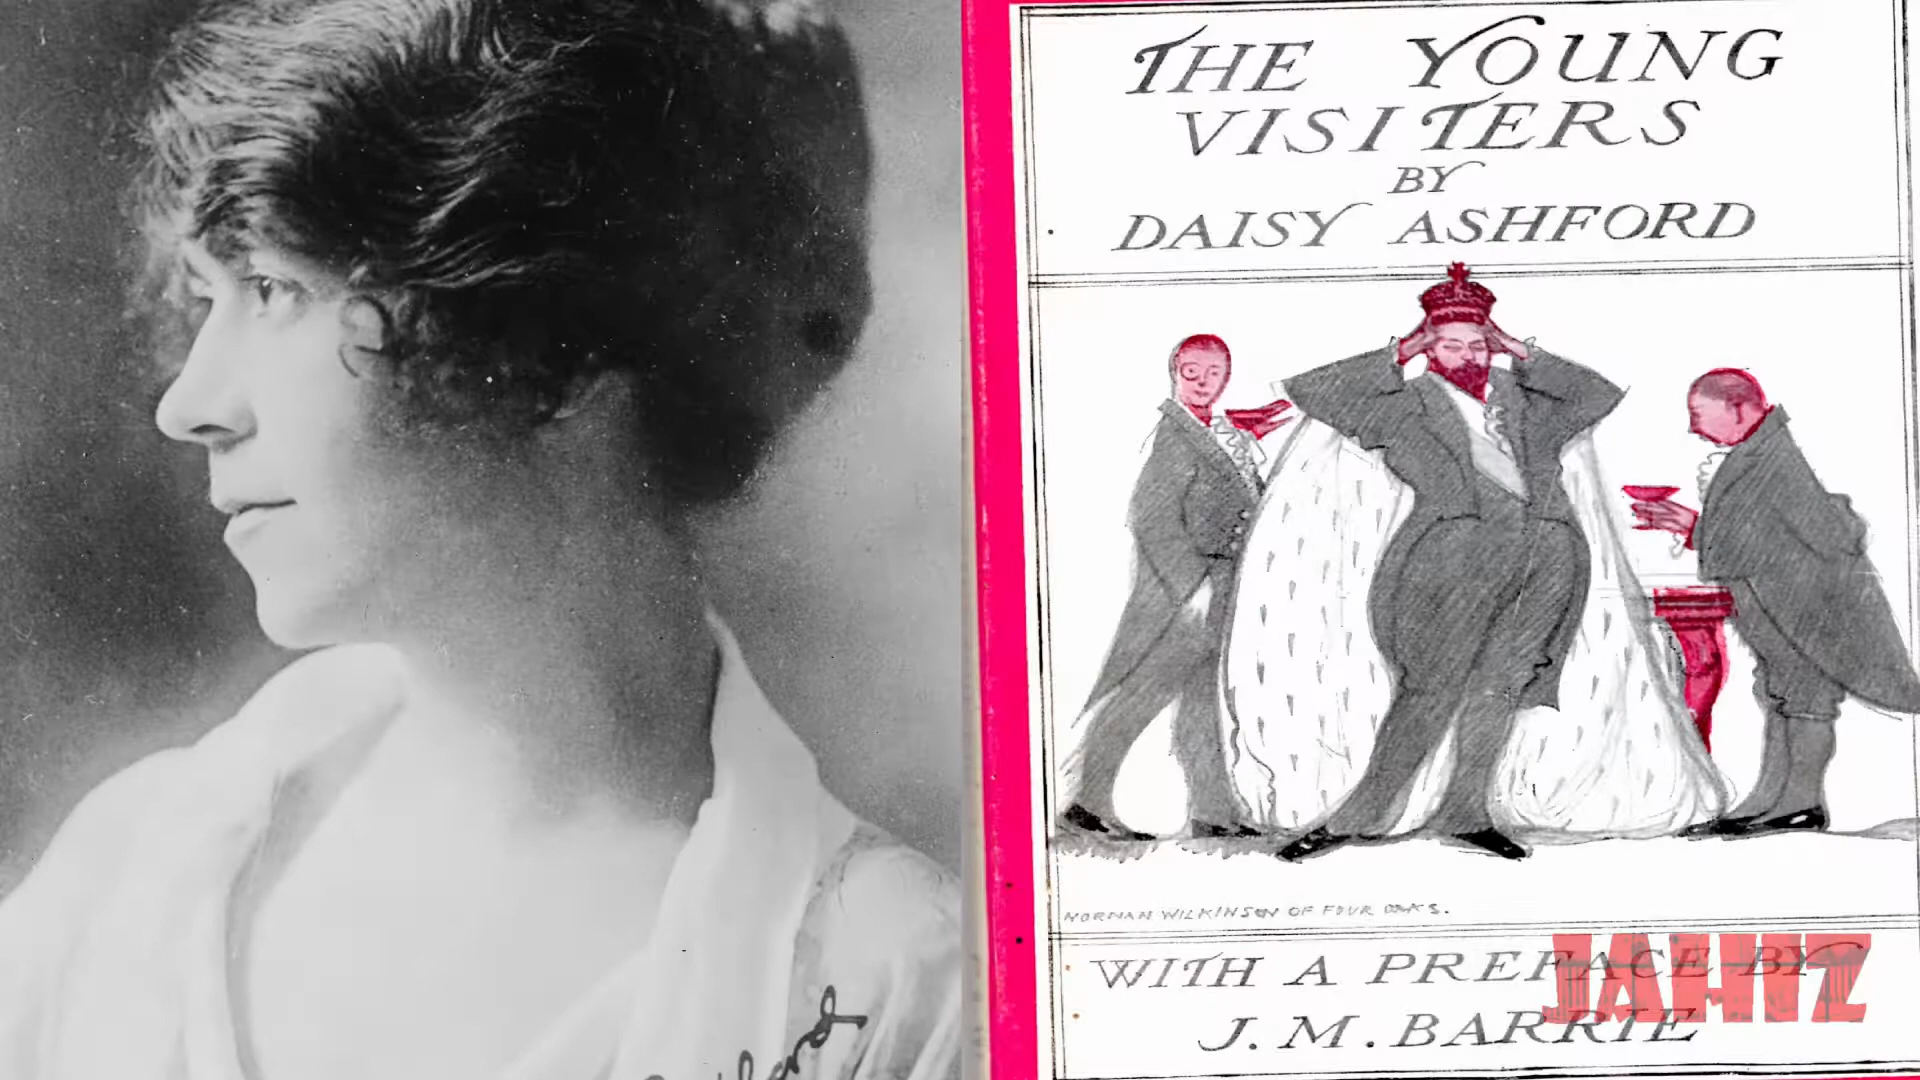 THE YOUNG
VISITERS
BY
DAISY ASHFORD
NORMAN WILKINSON OF FOUR OAKS.
WITH A PREFACE BY
J. M. BARRIE
JAHIZ